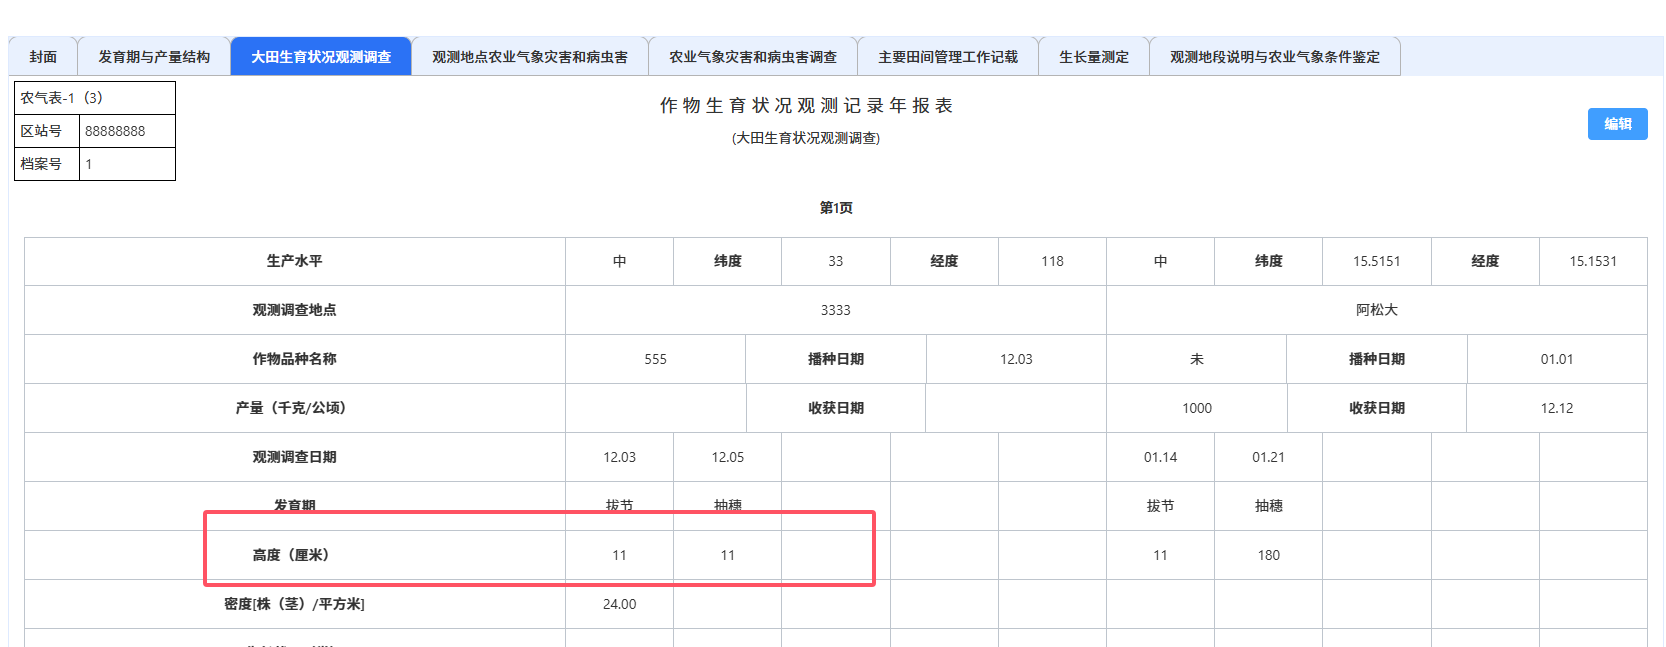 封面 发育期与产量结构 大田生育状况观测调查 观测地点农业气象灾害和病虫害 农业气象灾害和病虫害调查 主要田间管理工作记载 生长量测定 观测地段说明与农业气象条件鉴定
农气表-1（3）
区站号 88888888
档案号 1
作物生育状况观测记录年报表
(大田生育状况观测调查)
编辑
第1页
生产水平 中 纬度 33 经度 118 中 纬度 15.5151 经度 15.1531
观测调查地点 3333 阿松大
作物品种名称 555 播种日期 12.03 未 播种日期 01.01
产量（千克/公顷） 收获日期 1000 收获日期 12.12
观测调查日期 12.03 12.05 01.14 01.21
发育期 拔节 抽穗 拔节 抽穗
高度（厘米） 11 11 11 180
密度[株（茎）/平方米] 24.00